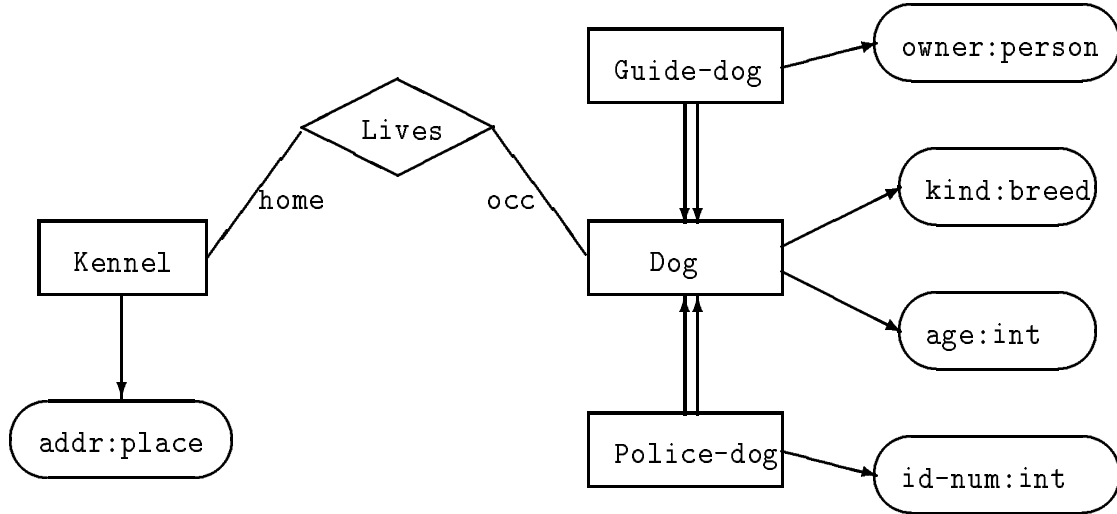 owner:person
Guide-dog
Lives
kind:breed
home
occ
Kennel
Dog
age:int
addr:place
Police-dog
id-num:int